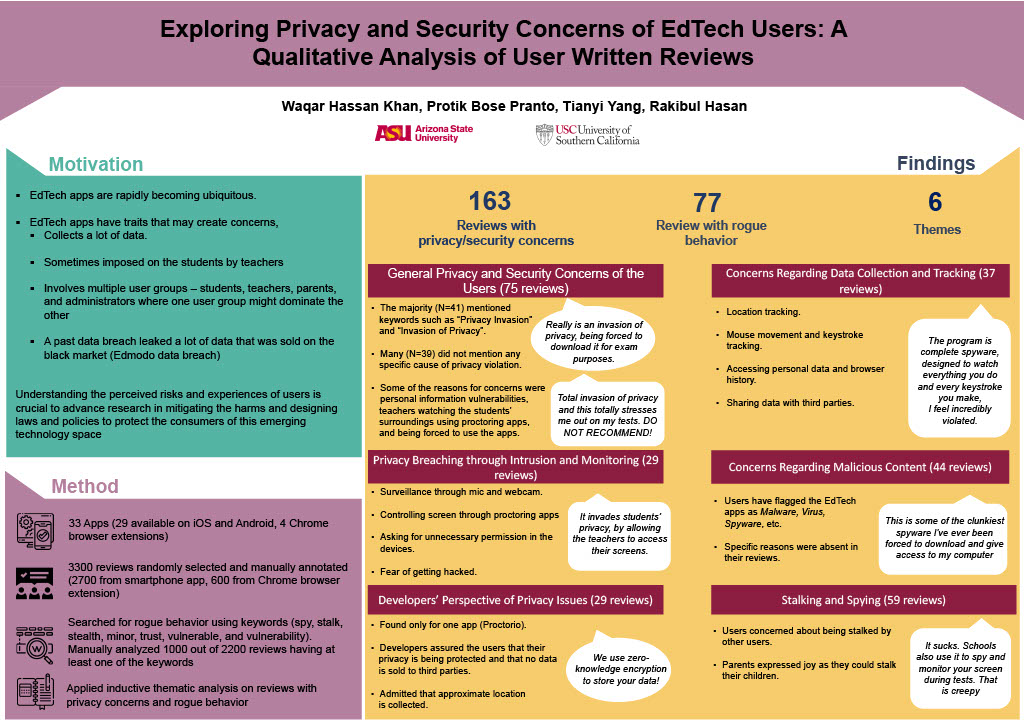 Exploring Privacy and Security Concerns of EdTech Users: A
Qualitative Analysis of User Written Reviews
Waqar Hassan Khan, Protik Bose Pranto, Tianyi Yang, Rakibul Hasan
ASU Arizona State
University
USC University of
Southern California
Motivation
▪ EdTech apps are rapidly becoming ubiquitous.
▪ EdTech apps have traits that may create concerns,
▪ Collects a lot of data.
▪ Sometimes imposed on the students by teachers
▪ Involves multiple user groups – students, teachers, parents,
and administrators where one user group might dominate the
other
▪ A past data breach leaked a lot of data that was sold on the
black market (Edmodo data breach)
Understanding the perceived risks and experiences of users is
crucial to advance research in mitigating the harms and designing
laws and policies to protect the consumers of this emerging
technology space
Method
33 Apps (29 available on iOS and Android, 4 Chrome
browser extensions)
3300 reviews randomly selected and manually annotated
(2700 from smartphone app, 600 from Chrome browser
extension)
Searched for rogue behavior using keywords (spy, stalk,
stealth, minor, trust, vulnerable, and vulnerability).
Manually analyzed 1000 out of 2200 reviews having at
least one of the keywords
Applied inductive thematic analysis on reviews with
privacy concerns and rogue behavior
Findings
163
Reviews with
privacy/security concerns
77
Review with rogue
behavior
6
Themes
General Privacy and Security Concerns of the
Users (75 reviews)
• The majority (N=41) mentioned
keywords such as “Privacy Invasion”
and “Invasion of Privacy”.
• Many (N=39) did not mention any
specific cause of privacy violation.
• Some of the reasons for concerns were
personal information vulnerabilities,
teachers watching the students’
surroundings using proctoring apps,
and being forced to use the apps.
Really is an invasion of
privacy, being forced to
download it for exam
purposes.
Total invasion of privacy
and this totally stresses
me out on my tests. DO
NOT RECOMMEND!
Concerns Regarding Data Collection and Tracking (37
reviews)
• Location tracking.
• Mouse movement and keystroke
tracking.
• Accessing personal data and browser
history.
• Sharing data with third parties.
The program is
complete spyware,
designed to watch
everything you do
and every keystroke
you make,
I feel incredibly
violated.
Privacy Breaching through Intrusion and Monitoring (29
reviews)
• Surveillance through mic and webcam.
• Controlling screen through proctoring apps
• Asking for unnecessary permission in the
devices.
• Fear of getting hacked.
It invades students’
privacy, by allowing
the teachers to access
their screens.
Concerns Regarding Malicious Content (44 reviews)
• Users have flagged the EdTech
apps as Malware, Virus,
Spyware, etc.
• Specific reasons were absent in
their reviews.
This is some of the clunkiest
spyware I’ve ever been
forced to download and give
access to my computer
Developers’ Perspective of Privacy Issues (29 reviews)
• Found only for one app (Proctorio).
• Developers assured the users that their
privacy is being protected and that no data
is sold to third parties.
• Admitted that approximate location
is collected.
We use zero-
knowledge encryption
to store your data!
Stalking and Spying (59 reviews)
• Users concerned about being stalked by
other users.
• Parents expressed joy as they could stalk
their children.
It sucks. Schools
also use it to spy and
monitor your screen
during tests. That
is creepy